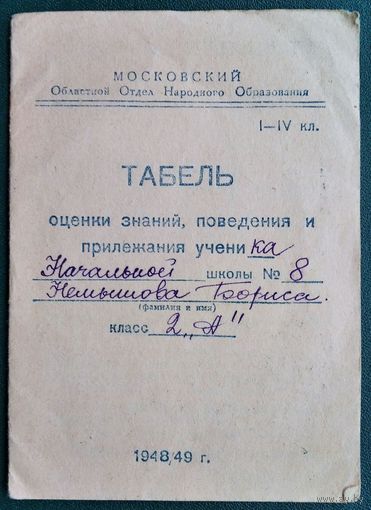 МОСКОВСКИЙ
Областной Отдел Народного Образования
I—IV кл.
ТАБЕЛЬ
оценки знаний, поведения и
прилежания ученика
Начальной школы № 8
Немышова Бориса.
(фамилия и имя)
класс 2 „А"
1948/49 г.